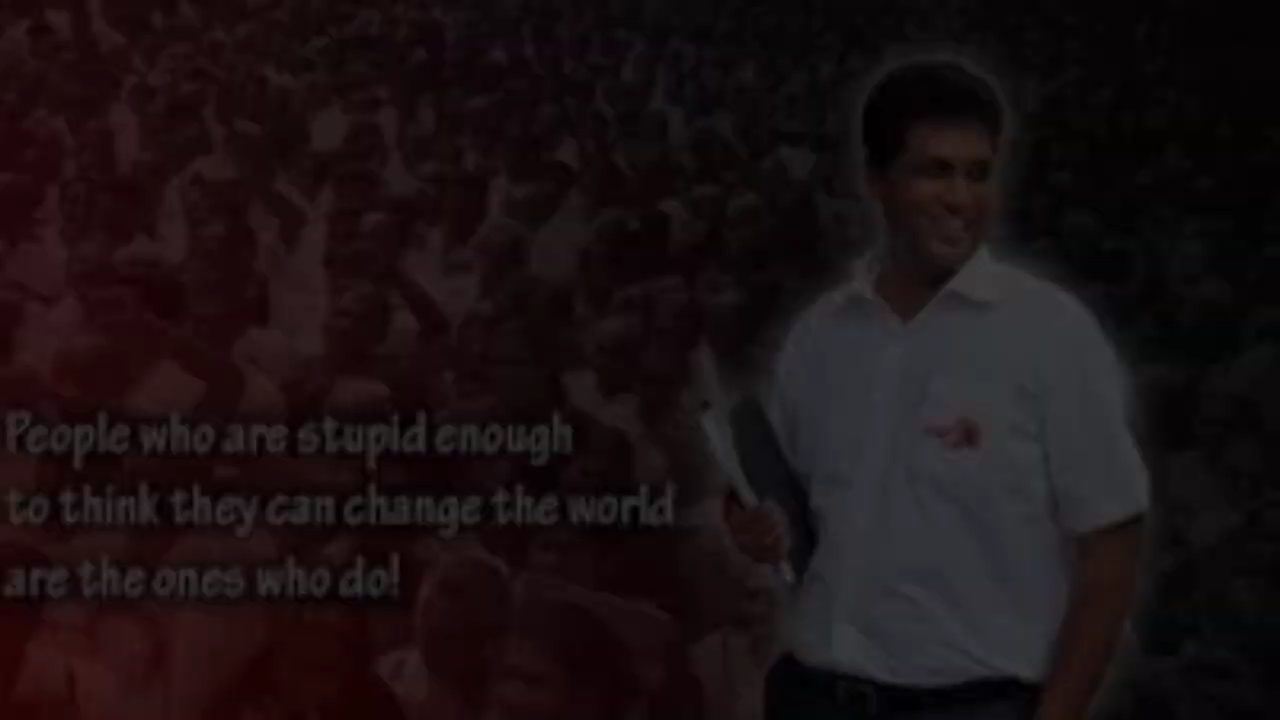 People who are stupid enough
to think they can change the world
are the ones who do!